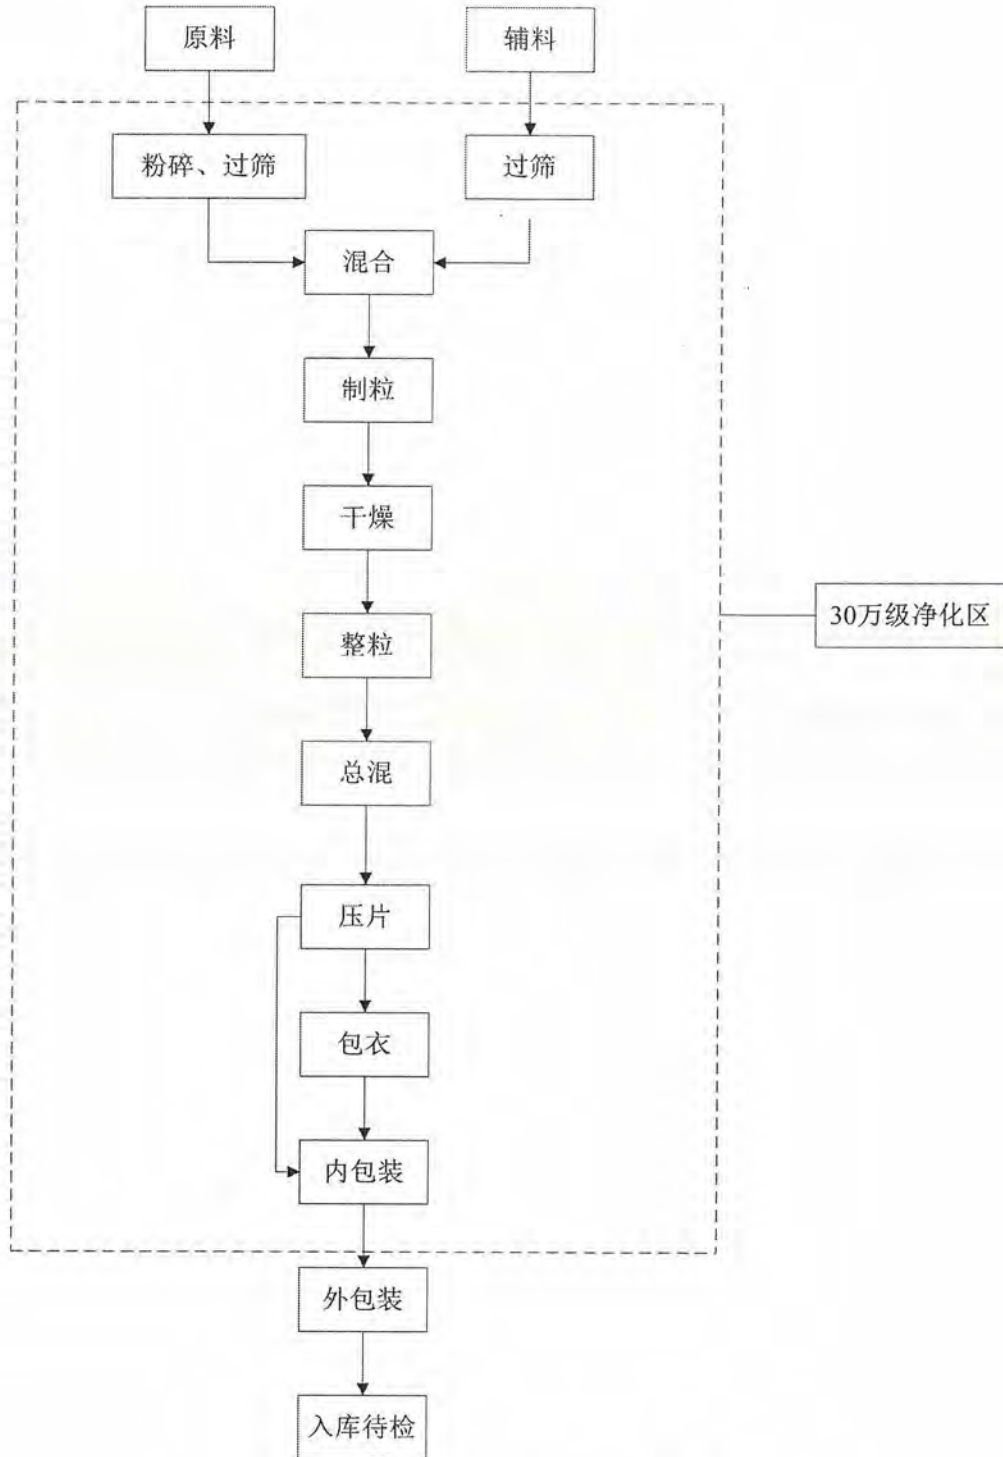 原料
辅料
粉碎、过筛
过筛
混合
制粒
干燥
整粒
30万级净化区
总混
压片
包衣
内包装
外包装
入库待检